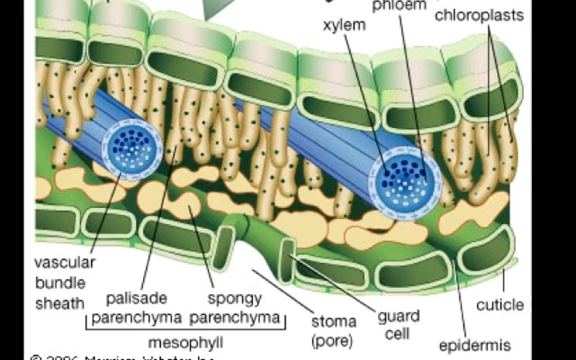 phloem
chloroplasts
xylem
vascular
bundle
sheath
palisade
parenchyma
spongy
parenchyma
mesophyll
stoma
(pore)
guard
cell
cuticle
epidermis
© 2006 Merriam-Webster, Inc.